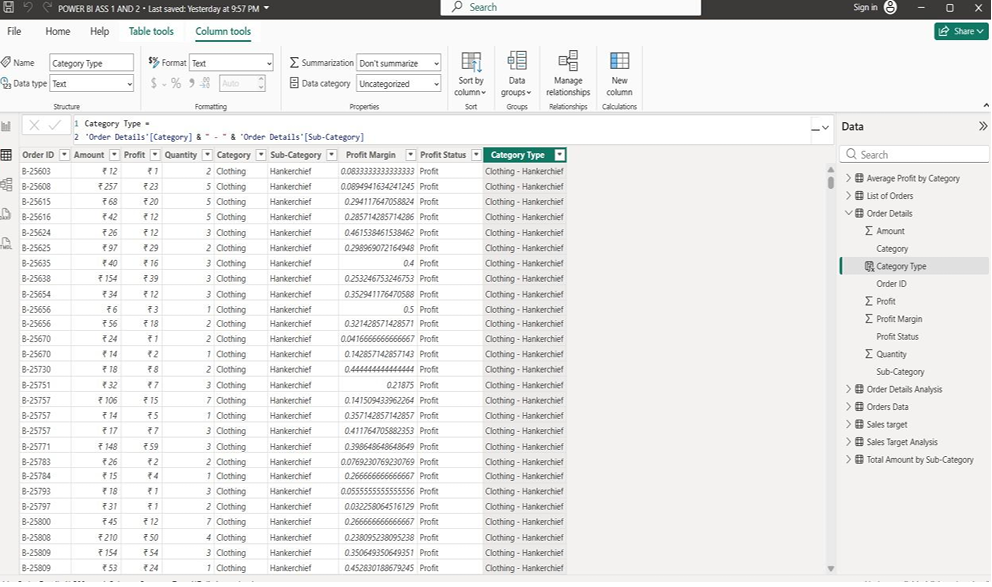 POWER BI ASS 1 AND 2 • Last saved: Yesterday at 9:57 PM
Search
Sign in
File Home Help Table tools Column tools
Share
Name Category Type
Data type Text
Structure
$% Format Text
$ % Auto
Formatting
Summarization Don't summarize
Data category Uncategorized
Properties
Sort by column
Sort
Data groups
Groups
Manage relationships
Relationships
New column
Calculations
1 Category Type =
2 'Order Details'[Category] & " - " & 'Order Details'[Sub-Category]
Order ID Amount Profit Quantity Category Sub-Category Profit Margin Profit Status Category Type
B-25603 ₹ 12 ₹ 1 2 Clothing Hankerchief 0.0833333333333333 Profit Clothing - Hankerchief
B-25608 ₹ 257 ₹ 23 5 Clothing Hankerchief 0.0894941634241245 Profit Clothing - Hankerchief
B-25615 ₹ 68 ₹ 20 5 Clothing Hankerchief 0.294117647058824 Profit Clothing - Hankerchief
B-25616 ₹ 42 ₹ 12 5 Clothing Hankerchief 0.285714285714286 Profit Clothing - Hankerchief
B-25624 ₹ 26 ₹ 12 3 Clothing Hankerchief 0.461538461538462 Profit Clothing - Hankerchief
B-25625 ₹ 97 ₹ 29 2 Clothing Hankerchief 0.298969072164948 Profit Clothing - Hankerchief
B-25635 ₹ 40 ₹ 16 3 Clothing Hankerchief 0.4 Profit Clothing - Hankerchief
B-25638 ₹ 154 ₹ 39 3 Clothing Hankerchief 0.253246753246753 Profit Clothing - Hankerchief
B-25654 ₹ 34 ₹ 12 3 Clothing Hankerchief 0.352941176470588 Profit Clothing - Hankerchief
B-25656 ₹ 6 ₹ 3 1 Clothing Hankerchief 0.5 Profit Clothing - Hankerchief
B-25656 ₹ 56 ₹ 18 2 Clothing Hankerchief 0.321428571428571 Profit Clothing - Hankerchief
B-25670 ₹ 24 ₹ 1 2 Clothing Hankerchief 0.0416666666666667 Profit Clothing - Hankerchief
B-25670 ₹ 14 ₹ 2 1 Clothing Hankerchief 0.142857142857143 Profit Clothing - Hankerchief
B-25730 ₹ 18 ₹ 8 2 Clothing Hankerchief 0.444444444444444 Profit Clothing - Hankerchief
B-25751 ₹ 32 ₹ 7 3 Clothing Hankerchief 0.21875 Profit Clothing - Hankerchief
B-25757 ₹ 106 ₹ 15 7 Clothing Hankerchief 0.141509433962264 Profit Clothing - Hankerchief
B-25757 ₹ 14 ₹ 5 1 Clothing Hankerchief 0.357142857142857 Profit Clothing - Hankerchief
B-25757 ₹ 17 ₹ 7 3 Clothing Hankerchief 0.411764705882353 Profit Clothing - Hankerchief
B-25771 ₹ 148 ₹ 59 3 Clothing Hankerchief 0.398648648648649 Profit Clothing - Hankerchief
B-25783 ₹ 26 ₹ 2 2 Clothing Hankerchief 0.0769230769230769 Profit Clothing - Hankerchief
B-25784 ₹ 15 ₹ 4 1 Clothing Hankerchief 0.266666666666667 Profit Clothing - Hankerchief
B-25793 ₹ 18 ₹ 1 3 Clothing Hankerchief 0.0555555555555556 Profit Clothing - Hankerchief
B-25797 ₹ 31 ₹ 1 2 Clothing Hankerchief 0.032258064516129 Profit Clothing - Hankerchief
B-25800 ₹ 45 ₹ 12 7 Clothing Hankerchief 0.266666666666667 Profit Clothing - Hankerchief
B-25808 ₹ 210 ₹ 50 4 Clothing Hankerchief 0.238095238095238 Profit Clothing - Hankerchief
B-25809 ₹ 154 ₹ 54 3 Clothing Hankerchief 0.350649350649351 Profit Clothing - Hankerchief
B-25809 ₹ 53 ₹ 24 1 Clothing Hankerchief 0.452830188679245 Profit Clothing - Hankerchief
Data
Search
Average Profit by Category
List of Orders
Order Details
Amount
Category
Category Type
Order ID
Profit
Profit Margin
Profit Status
Quantity
Sub-Category
Order Details Analysis
Orders Data
Sales target
Sales Target Analysis
Total Amount by Sub-Category